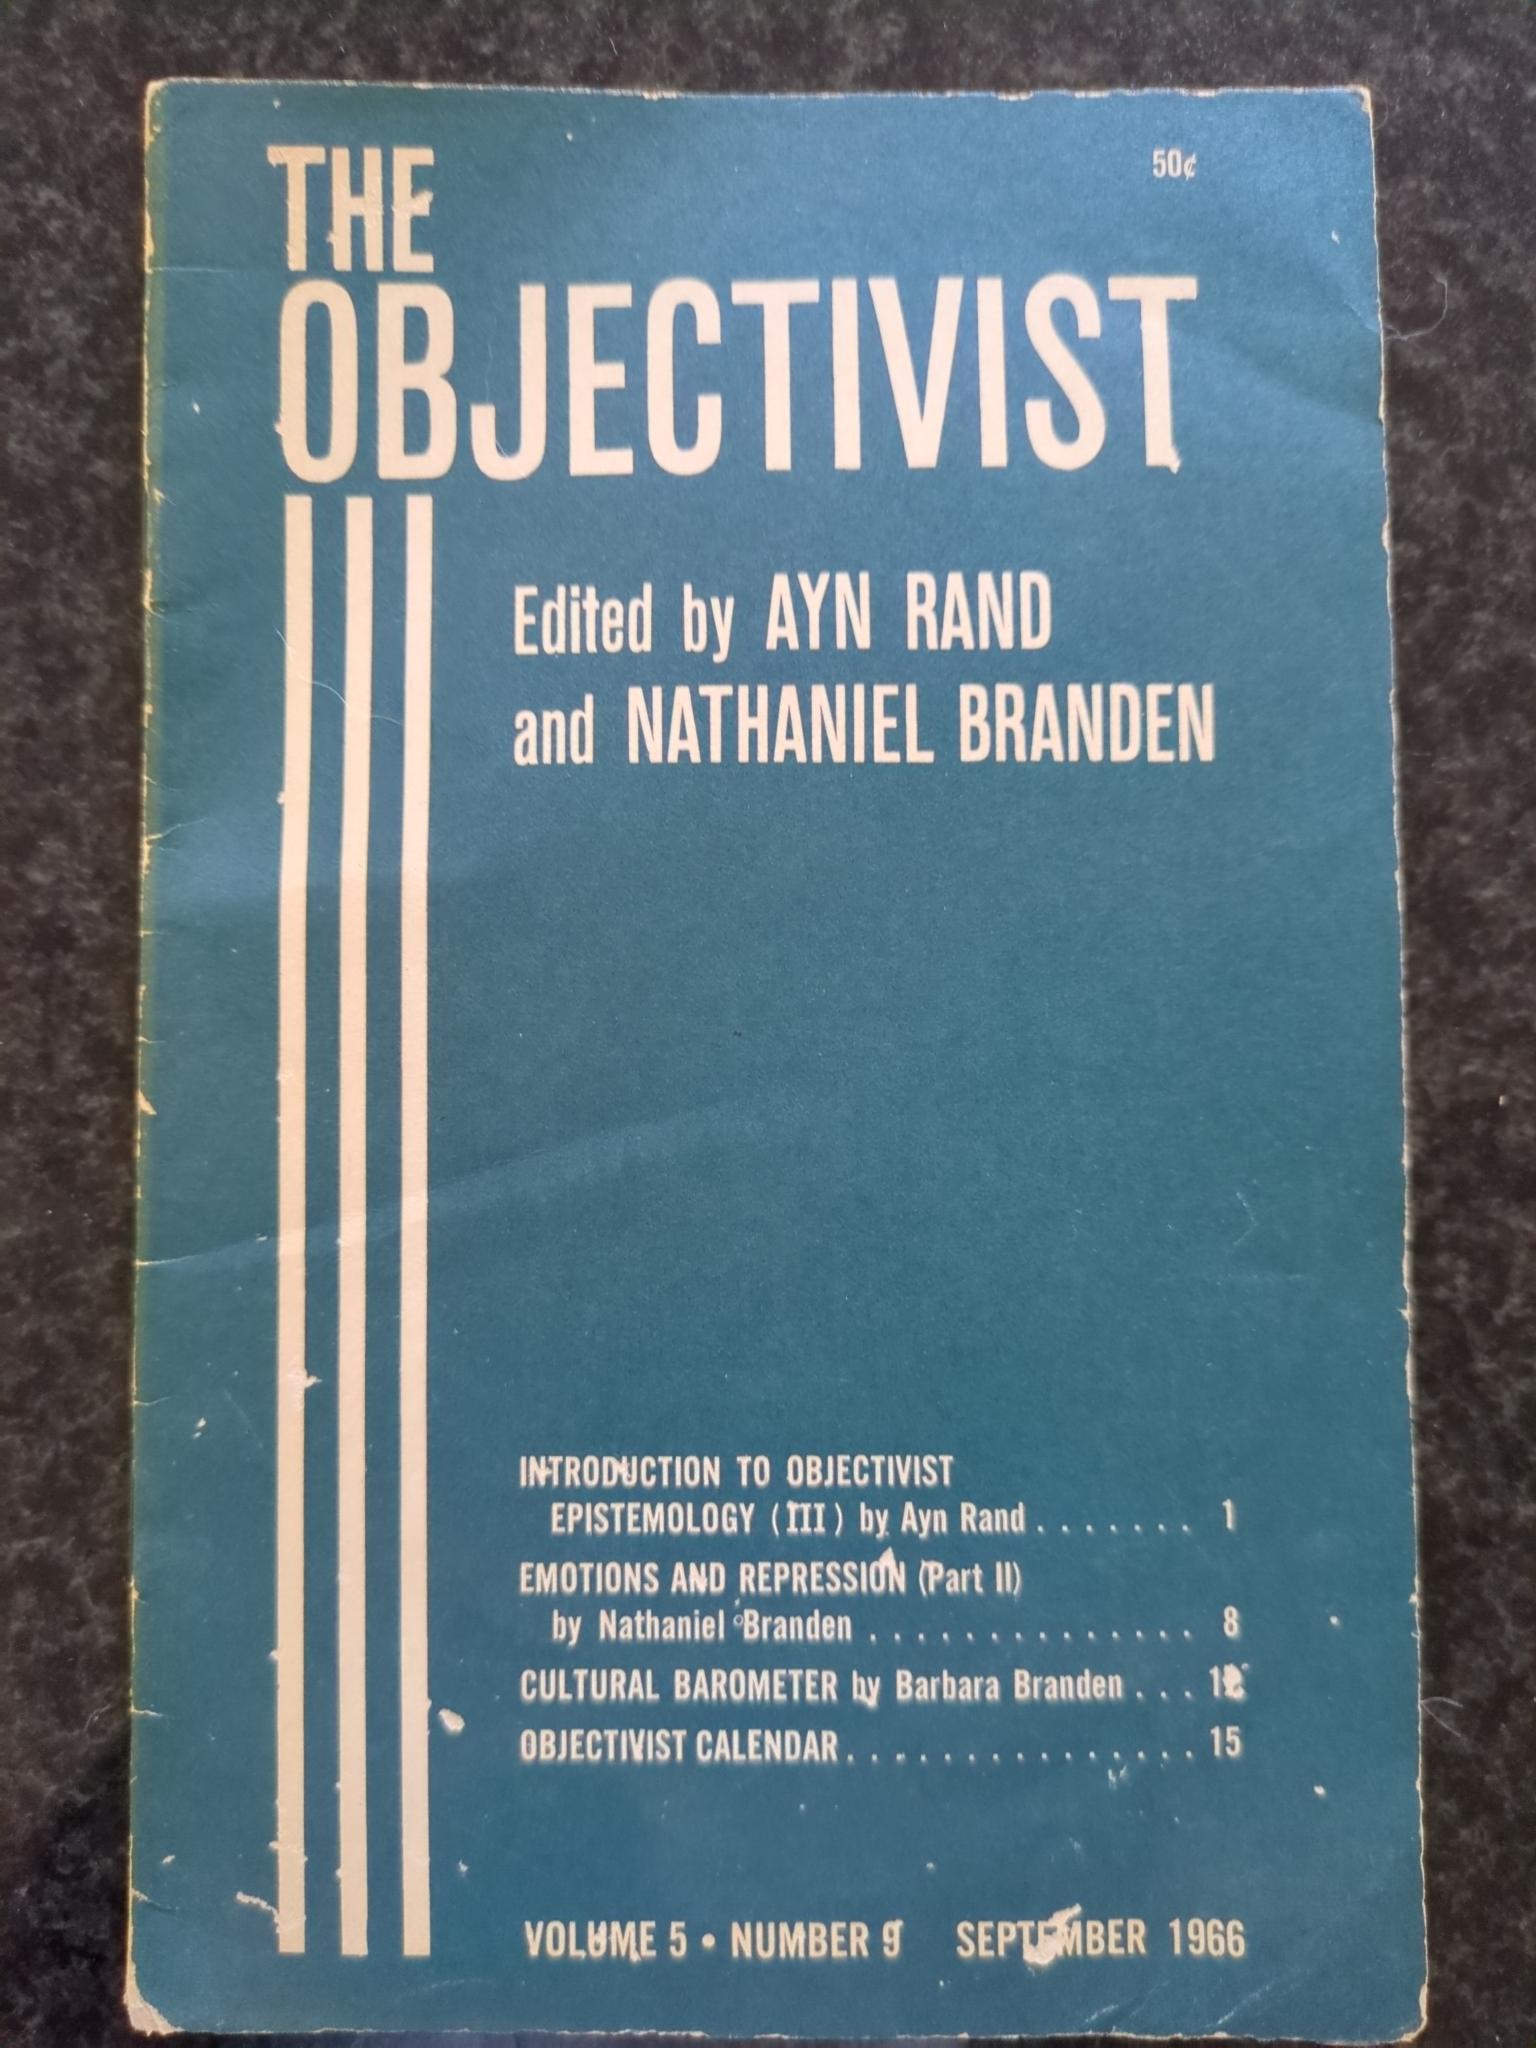 THE
50¢
OBJECTIVIST
Edited by AYN RAND
and NATHANIEL BRANDEN
INTRODUCTION TO OBJECTIVIST
EPISTEMOLOGY (III) by Ayn Rand . . . . . . . 1
EMOTIONS AND REPRESSION (Part II)
by Nathaniel Branden . . . . . . . . . . . . . . 8
CULTURAL BAROMETER by Barbara Branden . . .
OBJECTIVIST CALENDAR . . . . . . . . . . . . . . . 15
VOLUME 5 • NUMBER 9 SEPTEMBER 1966